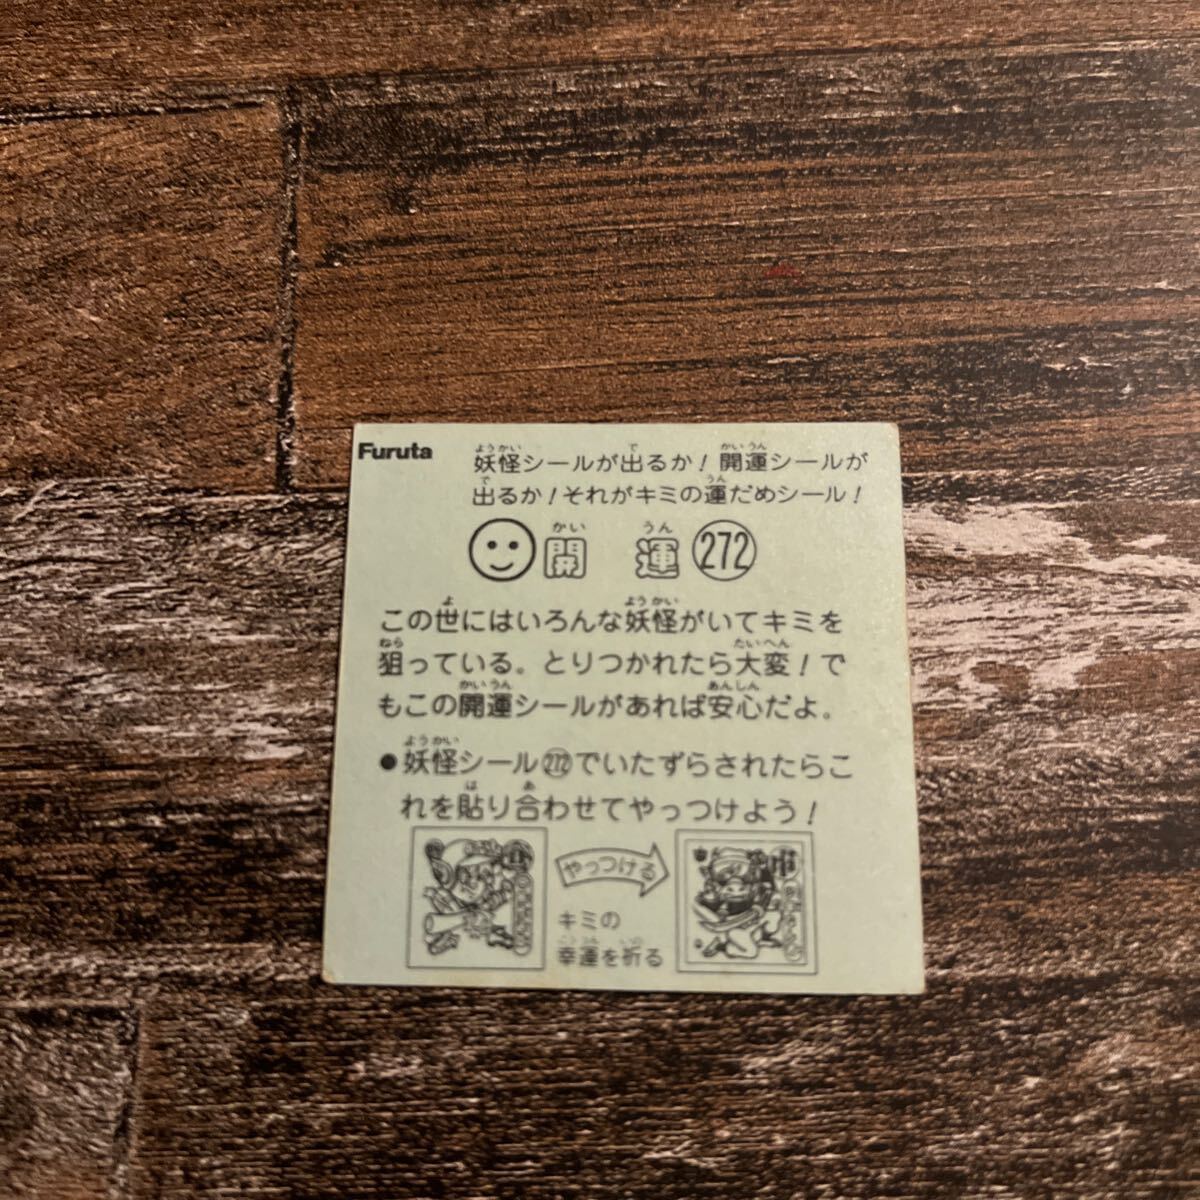 Furuta
妖怪シールが出るか！開運シールが
出るか！それがキミの運だめシール！
開 運 272
この世にはいろんな妖怪がいてキミを
狙っている。とりつかれたら大変！で
もこの開運シールがあれば安心だよ。
●妖怪シール272でいたずらされたらこ
れを貼り合わせてやっつけよう！
やっつける
キミの
幸運を祈る